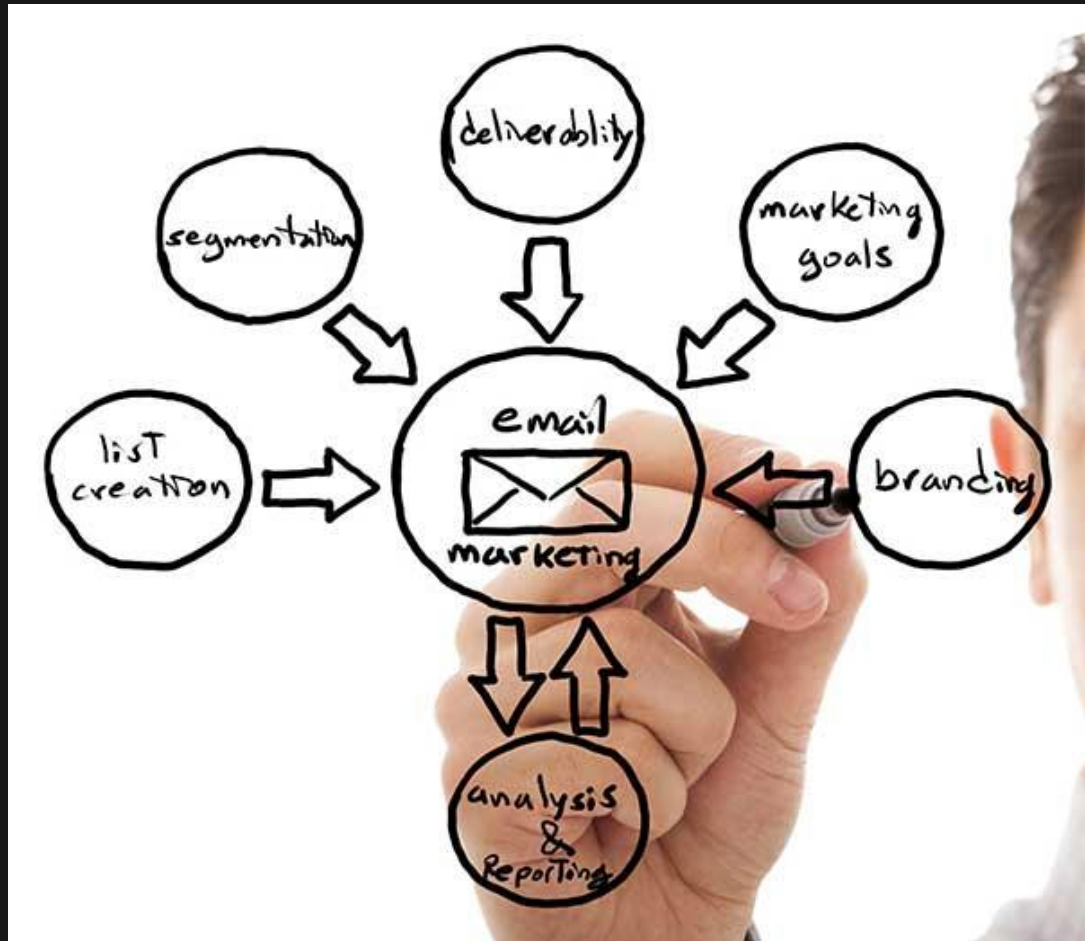 deliverablity
segmentation
marketing
goals
list
creation
email
marketing
branding
analysis
&
Reporting